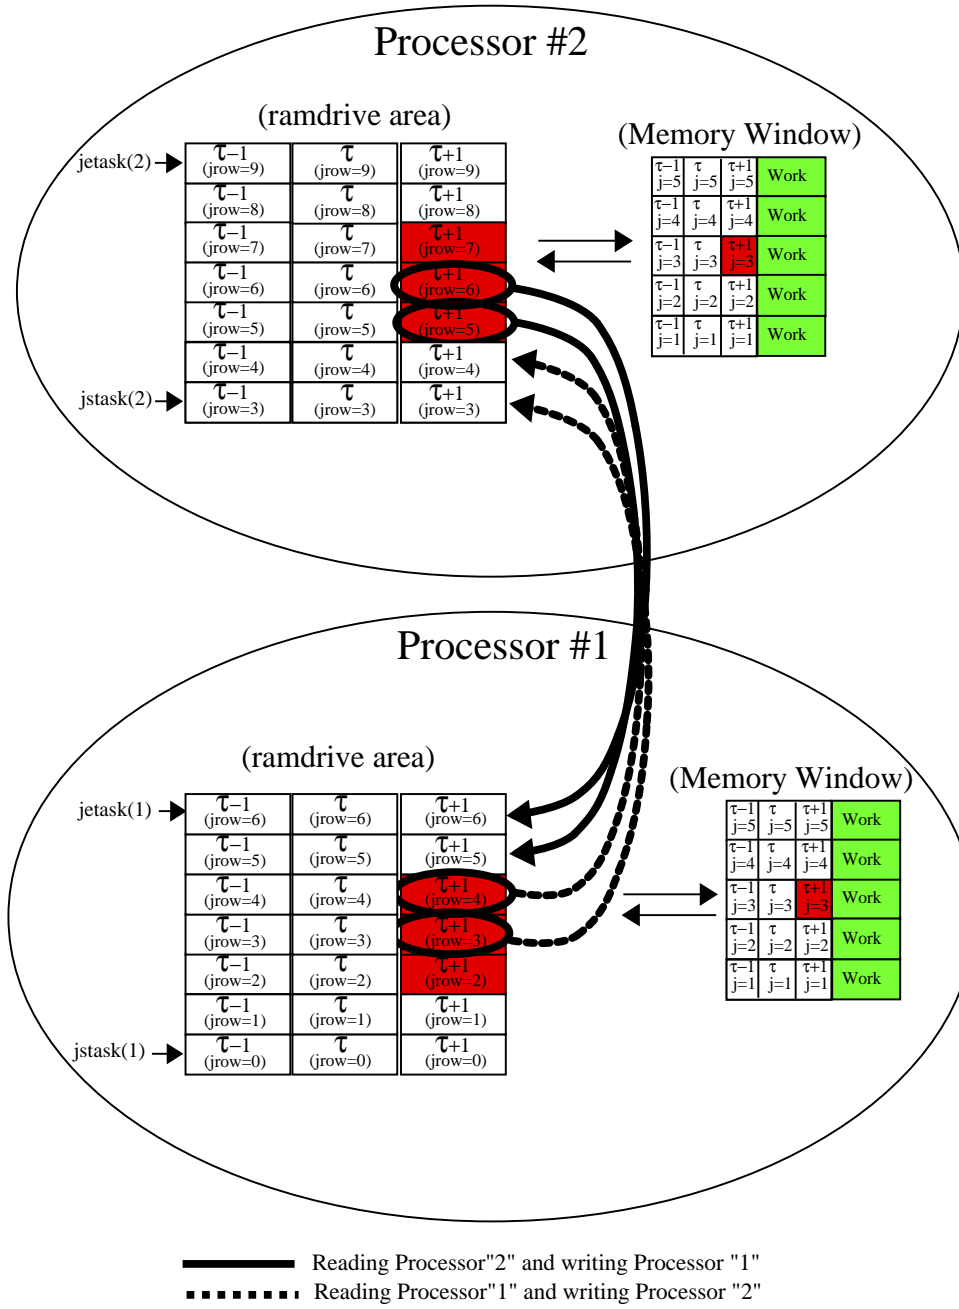 Processor #2
(ramdrive area)
(Memory Window)
jetask(2)
τ−1 τ τ+1
(jrow=9) (jrow=9) (jrow=9)
τ−1 τ τ+1
(jrow=8) (jrow=8) (jrow=8)
τ−1 τ τ+1
(jrow=7) (jrow=7) (jrow=7)
τ−1 τ τ+1
(jrow=6) (jrow=6) (jrow=6)
τ−1 τ τ+1
(jrow=5) (jrow=5) (jrow=5)
τ−1 τ τ+1
(jrow=4) (jrow=4) (jrow=4)
jstask(2)
τ−1 τ τ+1
(jrow=3) (jrow=3) (jrow=3)
τ−1 τ τ+1
j=5 j=5 j=5 Work
τ−1 τ τ+1
j=4 j=4 j=4 Work
τ−1 τ τ+1
j=3 j=3 j=3 Work
τ−1 τ τ+1
j=2 j=2 j=2 Work
τ−1 τ τ+1
j=1 j=1 j=1 Work
Processor #1
(ramdrive area)
(Memory Window)
jetask(1)
τ−1 τ τ+1
(jrow=6) (jrow=6) (jrow=6)
τ−1 τ τ+1
(jrow=5) (jrow=5) (jrow=5)
τ−1 τ τ+1
(jrow=4) (jrow=4) (jrow=4)
τ−1 τ τ+1
(jrow=3) (jrow=3) (jrow=3)
τ−1 τ τ+1
(jrow=2) (jrow=2) (jrow=2)
τ−1 τ τ+1
(jrow=1) (jrow=1) (jrow=1)
jstask(1)
τ−1 τ τ+1
(jrow=0) (jrow=0) (jrow=0)
τ−1 τ τ+1
j=5 j=5 j=5 Work
τ−1 τ τ+1
j=4 j=4 j=4 Work
τ−1 τ τ+1
j=3 j=3 j=3 Work
τ−1 τ τ+1
j=2 j=2 j=2 Work
τ−1 τ τ+1
j=1 j=1 j=1 Work
Reading Processor"2" and writing Processor "1"
Reading Processor"1" and writing Processor "2"